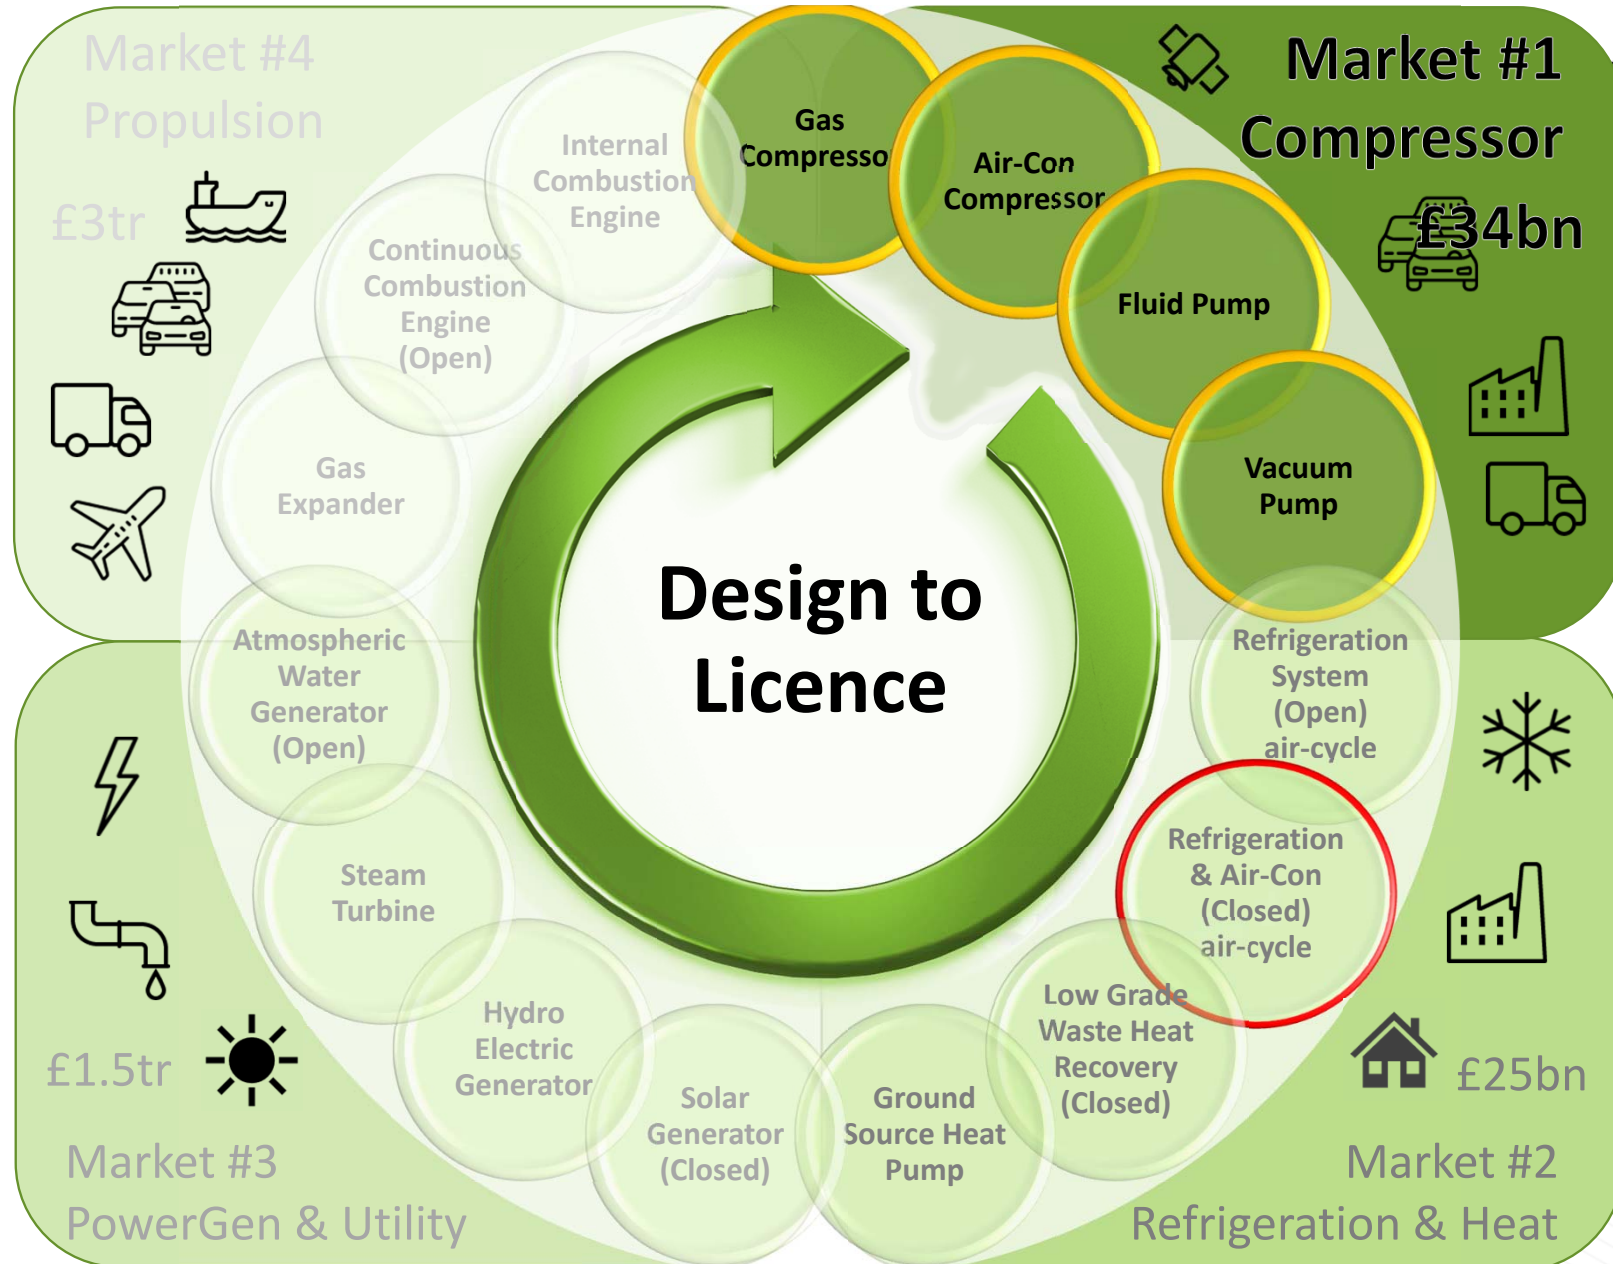 Market #4
Propulsion
£3tr
Market #1
Compressor
£34bn
Gas
Compresso
Air-Con
Compressor
Fluid Pump
Vacuum
Pump
Refrigeration
System
(Open)
air-cycle
Refrigeration
& Air-Con
(Closed)
air-cycle
Low Grade
Waste Heat
Recovery
(Closed)
Ground
Source Heat
Pump
Solar
Generator
(Closed)
Hydro
Electric
Generator
Steam
Turbine
Atmospheric
Water
Generator
(Open)
Gas
Expander
Continuous
Combustion
Engine
(Open)
Internal
Combustion
Engine
Design to
Licence
£1.5tr
Market #3
PowerGen & Utility
£25bn
Market #2
Refrigeration & Heat